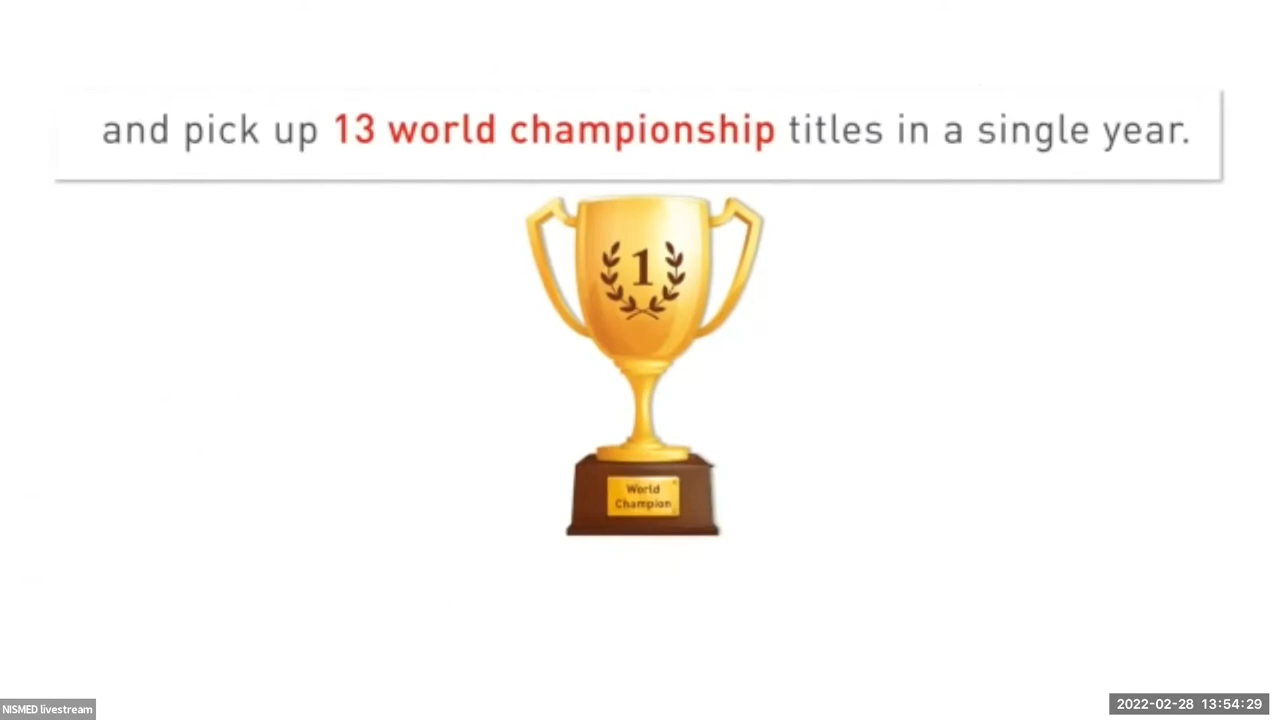 and pick up 13 world championship titles in a single year.
1
World
Champion
NISMED livestream
2022-02-28 13:54:29